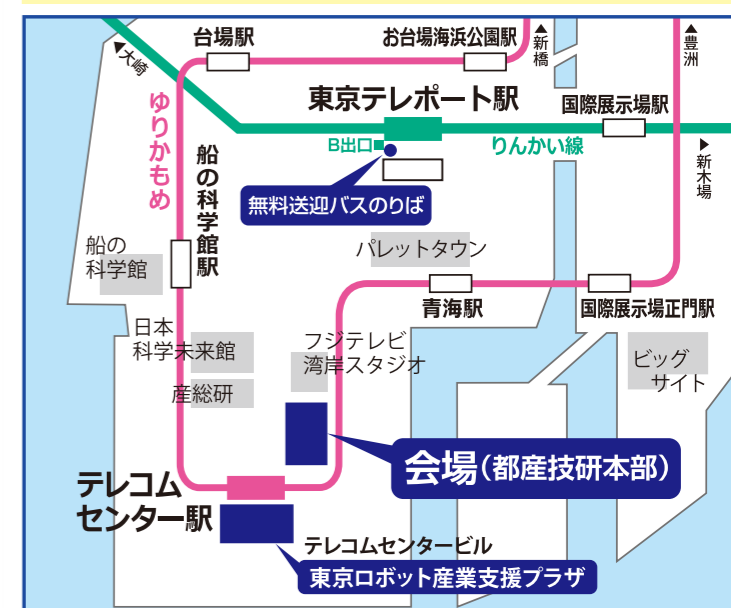 台場駅
お台場海浜公園駅
▲新橋
▲豊洲
▲大崎
ゆりかもめ
東京テレポート駅
国際展示場駅
B出口
りんかい線
▶新木場
船の科学館駅
無料送迎バスのりば
船の
科学館
パレットタウン
青海駅
国際展示場正門駅
日本
科学未来館
フジテレビ
湾岸スタジオ
ビッグ
サイト
産総研
会場(都産技研本部)
テレコム
センター駅
テレコムセンタービル
東京ロボット産業支援プラザ